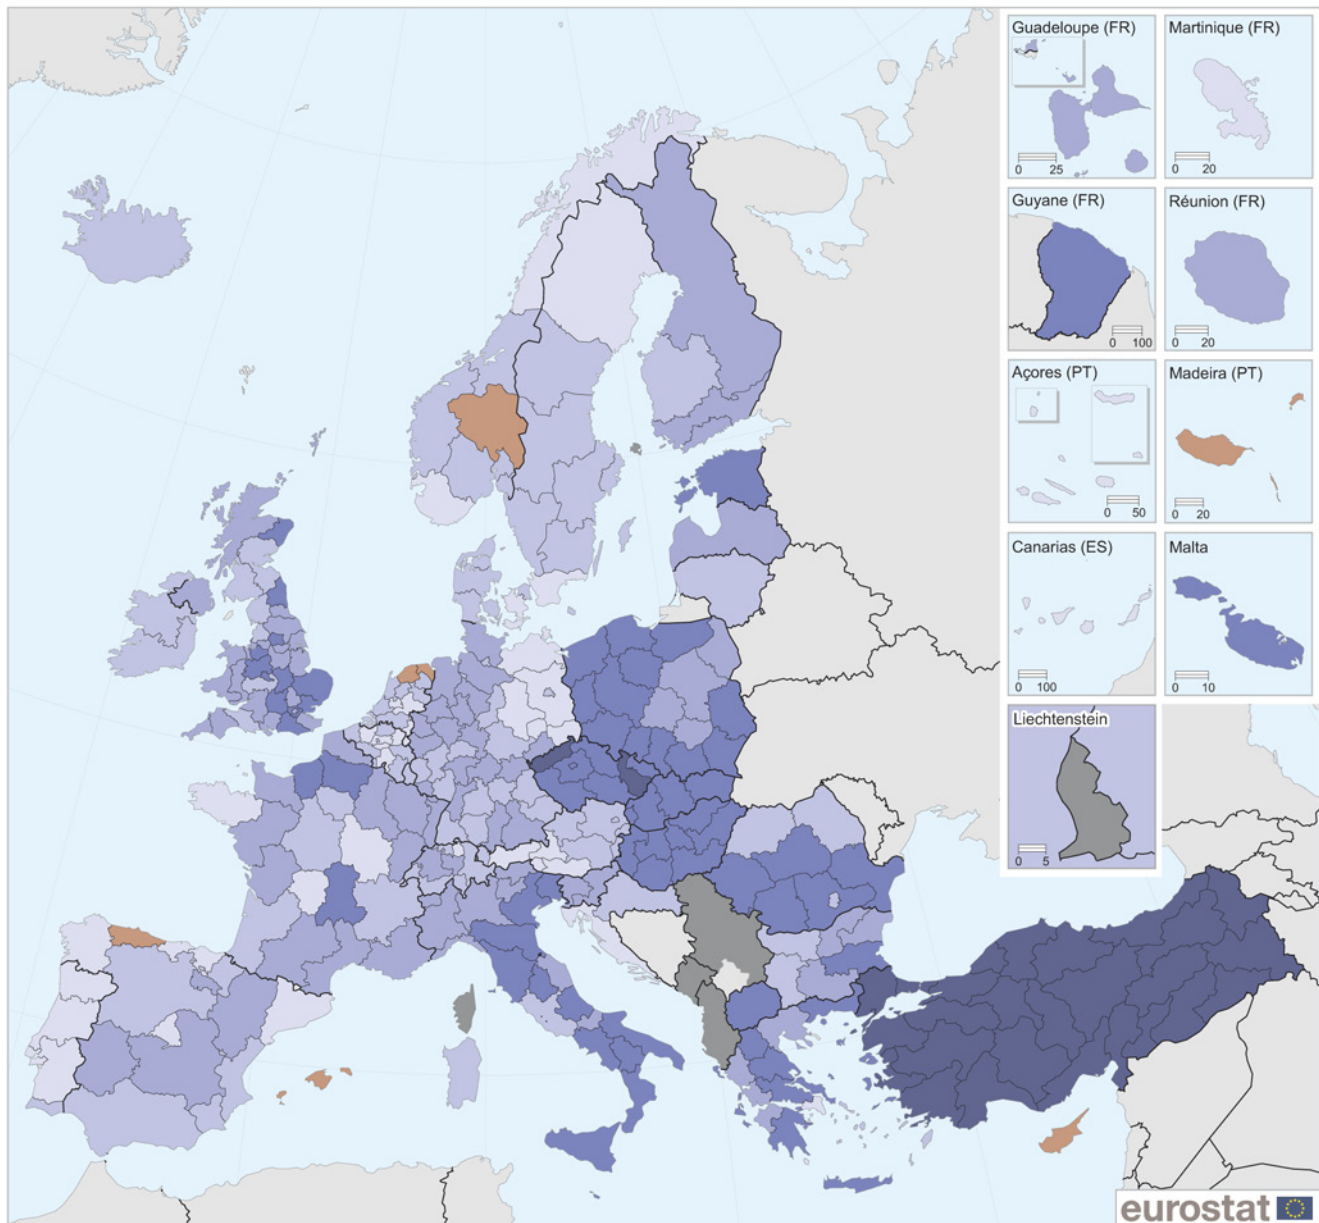 Guadeloupe (FR)
0 25
Martinique (FR)
0 20
Guyane (FR)
0 100
Réunion (FR)
0 20
Açores (PT)
0 50
Madeira (PT)
0 20
Canarias (ES)
0 100
Malta
0 10
Liechtenstein
0 5
eurostat